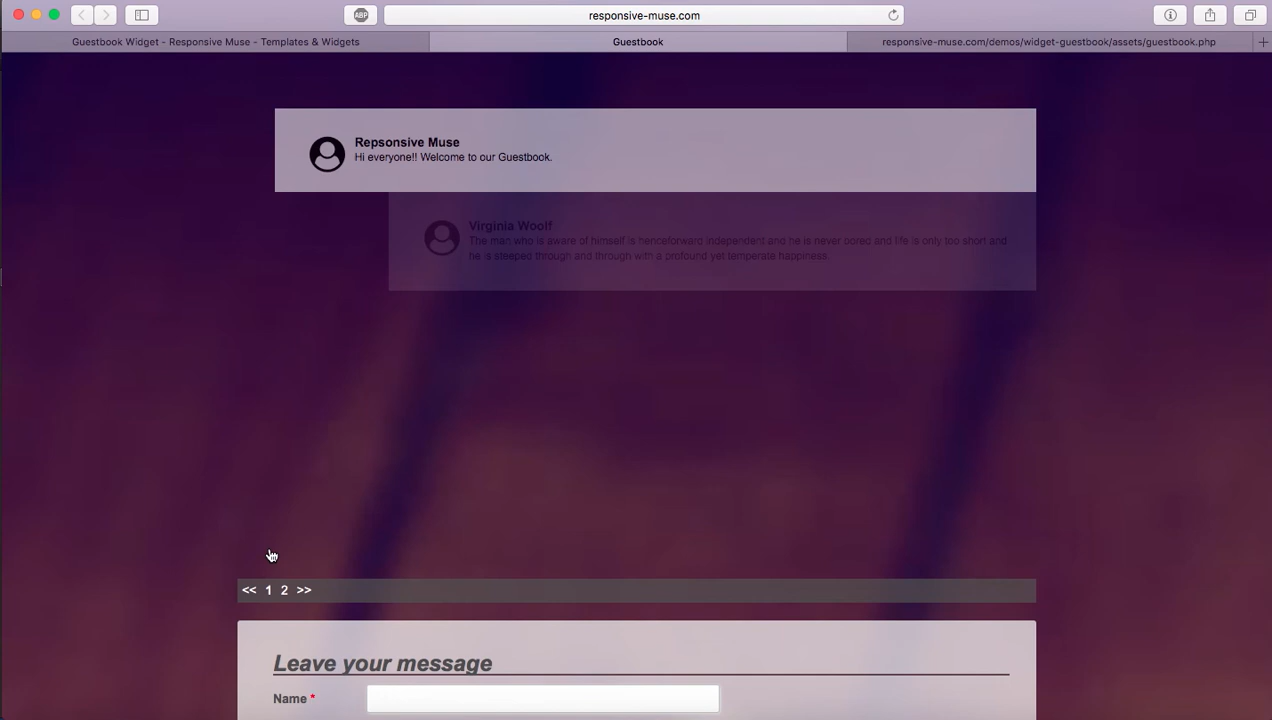 ABP
responsive-muse.com
Guestbook Widget - Responsive Muse - Templates & Widgets
Guestbook
responsive-muse.com/demos/widget-guestbook/assets/guestbook.php
Repsonsive Muse
Hi everyone!! Welcome to our Guestbook.
Virginia Woolf
The man who is aware of himself is henceforward independent and he is never bored and life is only too short and
he is steeped through and through with a profound yet temperate happiness.
<< 1 2 >>
Leave your message
Name *